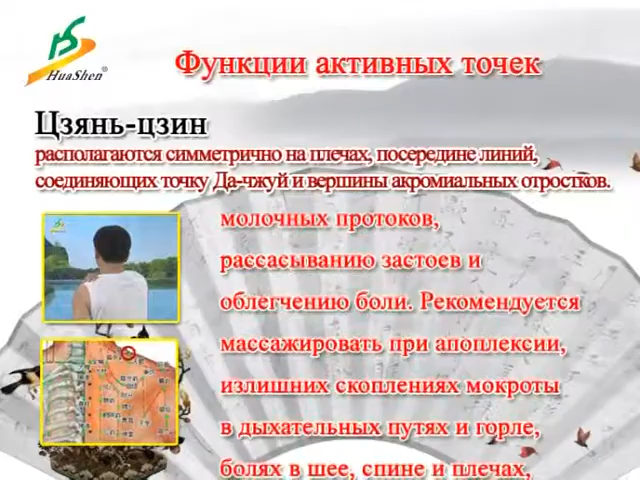 HuaShen®
Функции активных точек
Цзянь-цзин
располагаются симметрично на плечах, посередине линий,
соединяющих точку Да-чжуй и вершины акромиальных отростков.
молочных протоков,
рассасыванию застоев и
облегчению боли. Рекомендуется
массажировать при апоплексии,
излишних скоплениях мокроты
в дыхательных путях и горле,
болях в шее, спине и плечах,